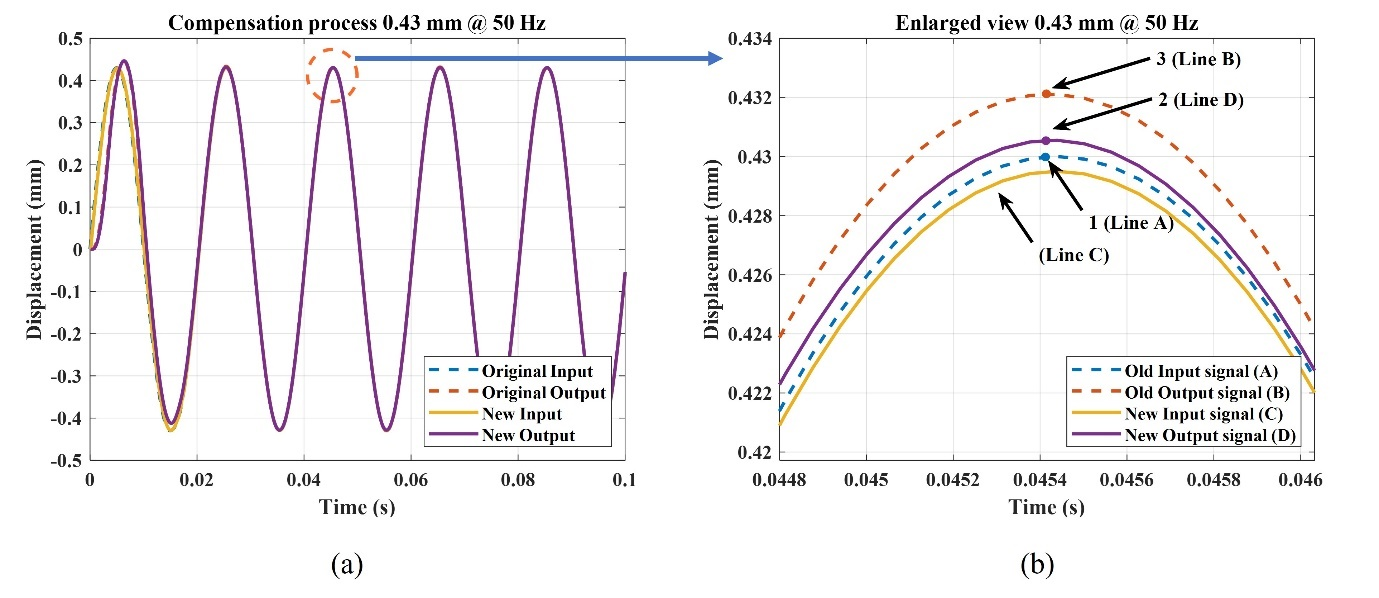 Compensation process 0.43 mm @ 50 Hz
0.5
0.4
0.3
0.2
0.1
0
-0.1
-0.2
-0.3
-0.4
-0.5
Displacement (mm)
0
0.02
0.04
0.06
0.08
0.1
Time (s)
Original Input
Original Output
New Input
New Output
(a)
Enlarged view 0.43 mm @ 50 Hz
0.434
0.432
0.43
0.428
0.426
0.424
0.422
0.42
Displacement (mm)
3 (Line B)
2 (Line D)
1 (Line A)
(Line C)
Old Input signal (A)
Old Output signal (B)
New Input signal (C)
New Output signal (D)
0.0448
0.045
0.0452
0.0454
0.0456
0.0458
0.046
Time (s)
(b)